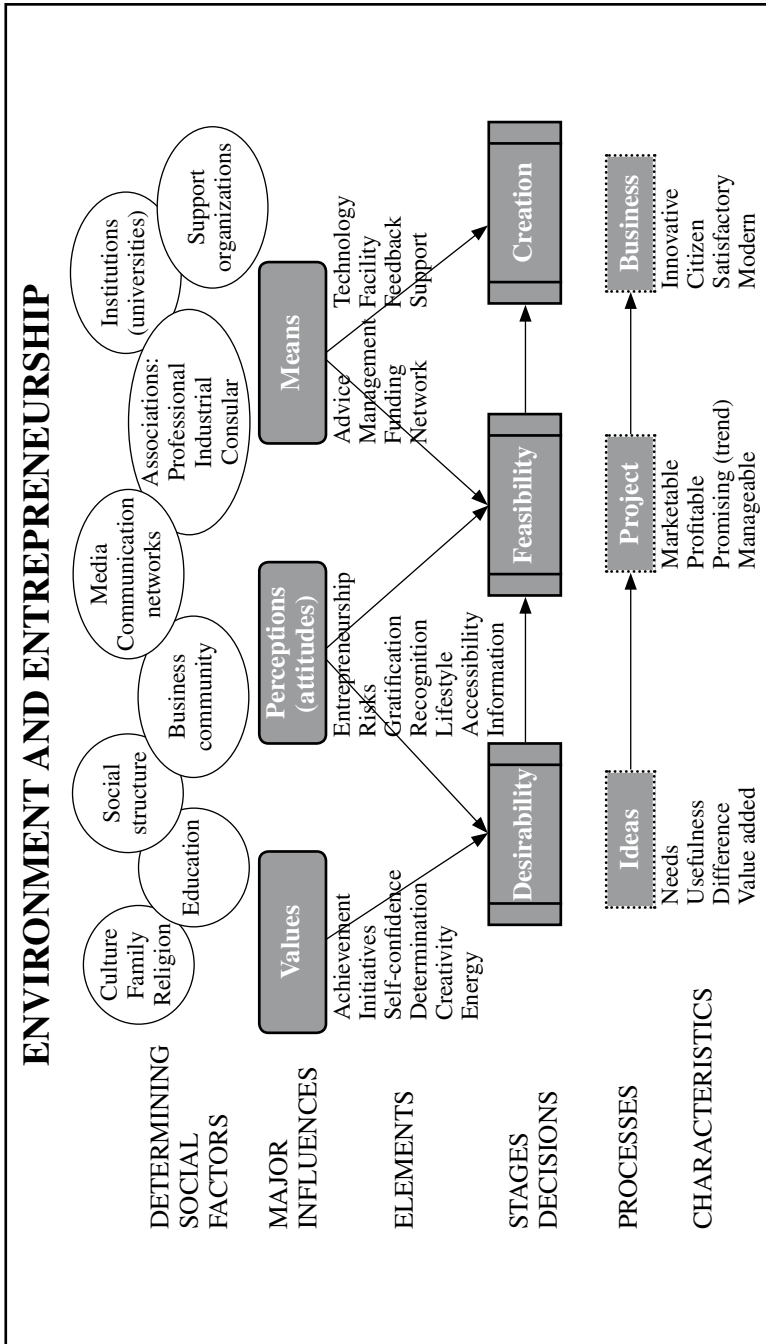 ENVIRONMENT AND ENTREPRENEURSHIP
DETERMINING
SOCIAL
FACTORS
Culture
Family
Religion
Education
Social
structure
Business
community
Media
Communication
networks
Associations:
Professional
Industrial
Consular
Institutions
(universities)
Support
organizations
MAJOR
INFLUENCES
Values
Perceptions
(attitudes)
Means
ELEMENTS
Achievement
Initiatives
Self-confidence
Determination
Creativity
Energy
Entrepreneurship
Risks
Gratification
Recognition
Lifestyle
Accessibility
Information
Advice
Management
Funding
Network
Technology
Facility
Feedback
Support
STAGES
DECISIONS
Desirability
Feasibility
Creation
PROCESSES
Ideas
Project
Business
CHARACTERISTICS
Needs
Usefulness
Difference
Value added
Marketable
Profitable
Promising (trend)
Manageable
Innovative
Citizen
Satisfactory
Modern